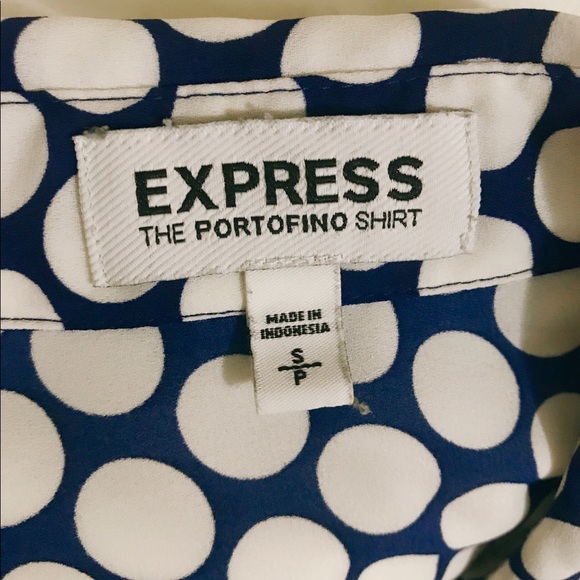 EXPRESS
THE PORTOFINO SHIRT
MADE IN
INDONESIA
S
P